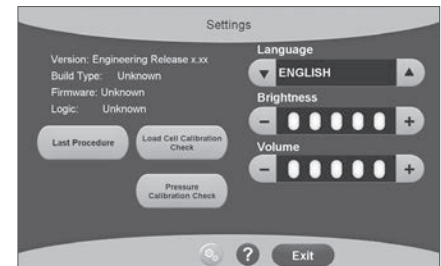 Settings
Version: Engineering Release x.xx
Build Type: Unknown
Firmware: Unknown
Logic: Unknown
Last Procedure
Load Cell Calibration
Check
Pressure
Calibration Check
Language
ENGLISH
Brightness
Volume
?
Exit